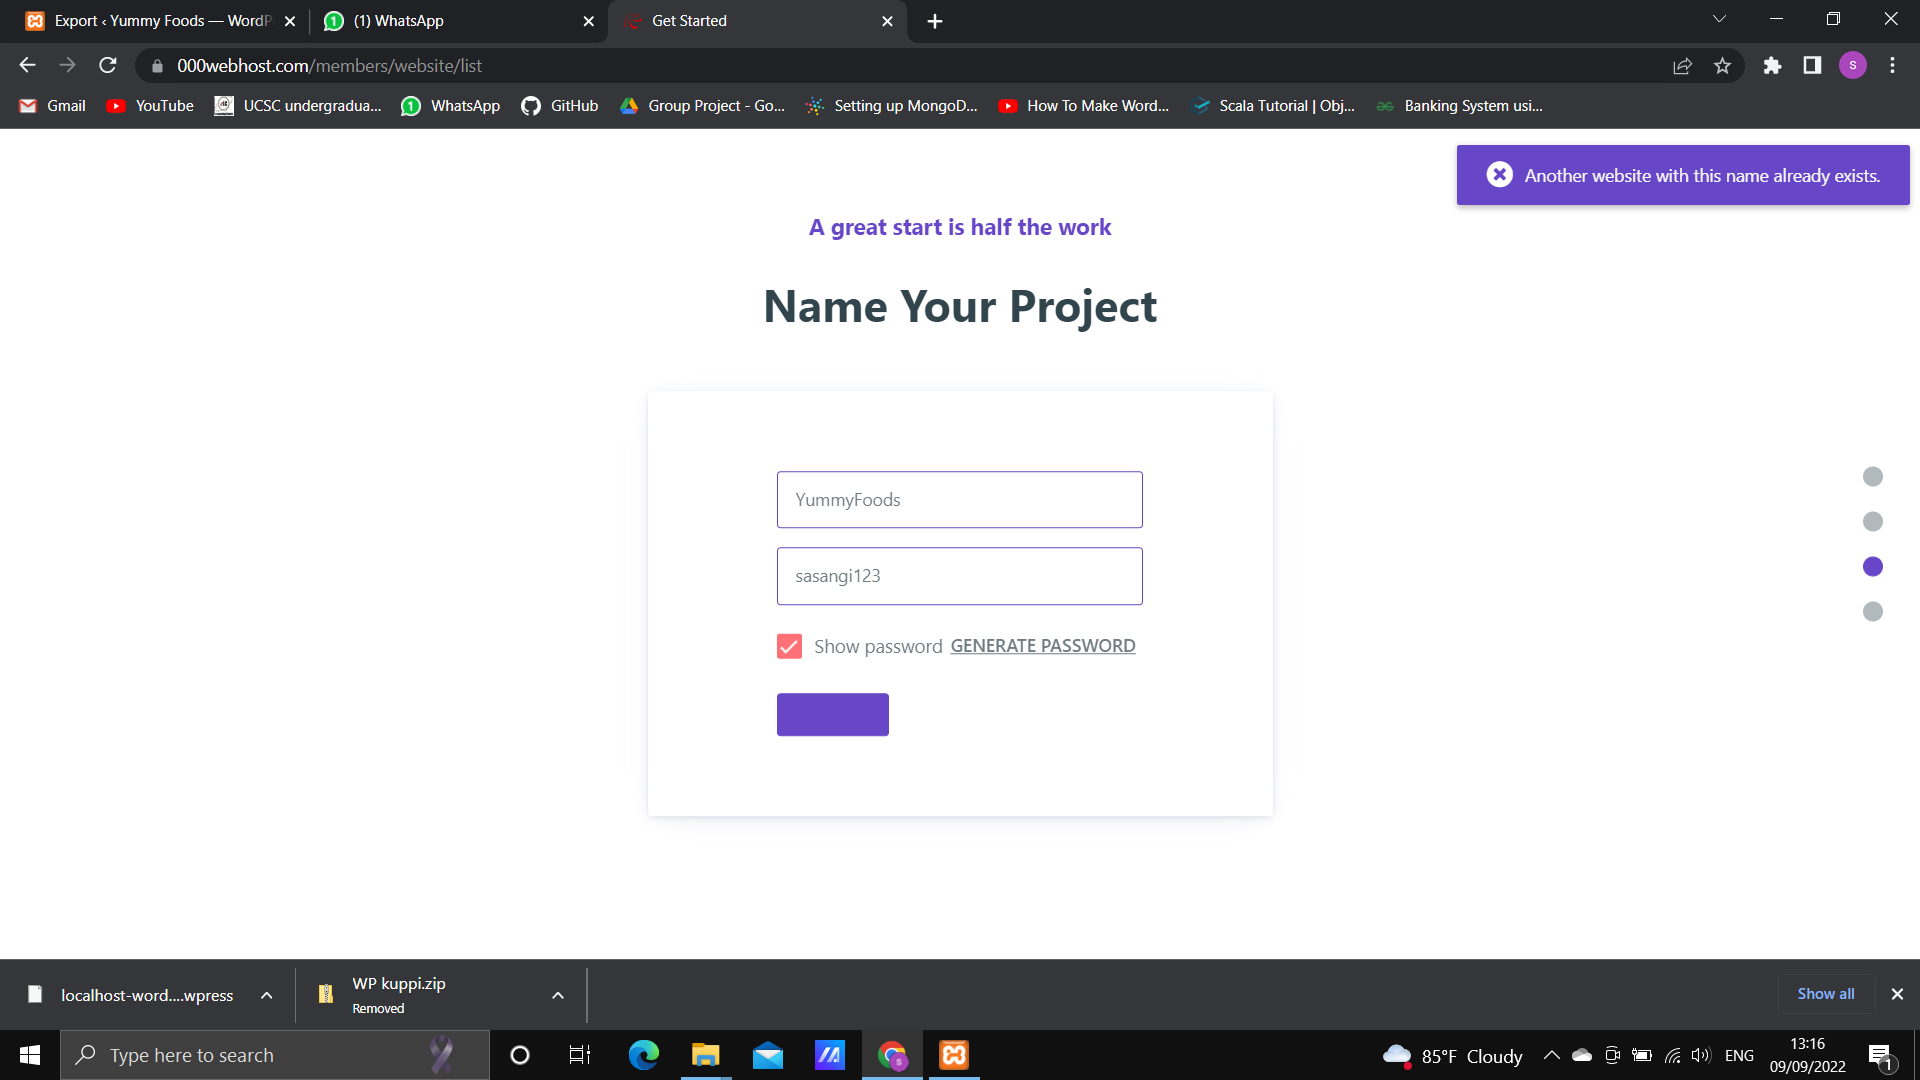 Export ‹ Yummy Foods — WordP
(1) WhatsApp
Get Started
000webhost.com/members/website/list
S
Gmail
YouTube
UCSC undergradua...
1
WhatsApp
GitHub
Group Project - Go...
Setting up MongoD...
How To Make Word...
Scala Tutorial | Obj...
Banking System usi...
Another website with this name already exists.
A great start is half the work
Name Your Project
YummyFoods
sasangi123
Show password GENERATE PASSWORD
localhost-word....wpress
WP kuppi.zip
Removed
Show all
Type here to search
85°F Cloudy
ENG
13:16
09/09/2022
1